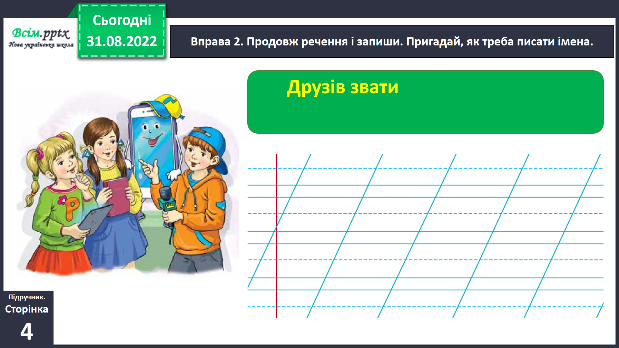 Всім.pptx
Нова українська школа
Сьогодні
31.08.2022
Вправа 2. Продовж речення і запиши. Пригадай, як треба писати імена.
Друзів звати
Р
Підручник.
Сторінка
4